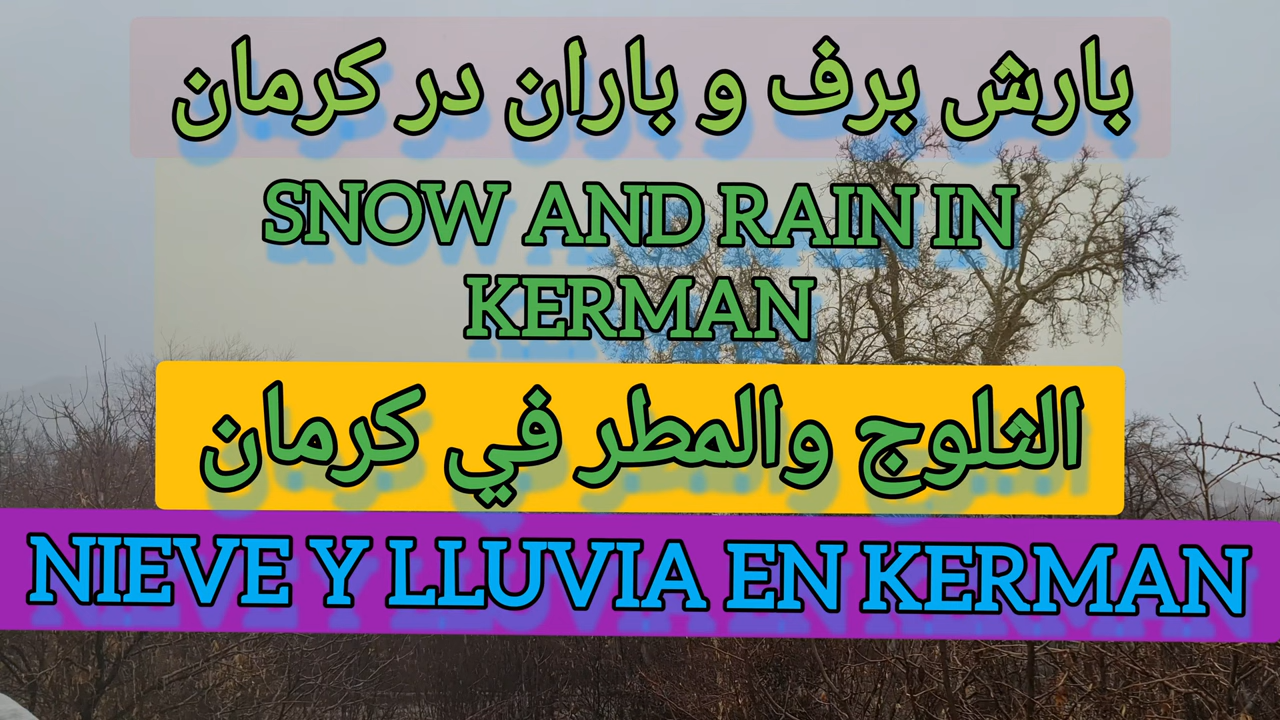 بارش برف و باران در کرمان
SNOW AND RAIN IN
KERMAN
الثلوج والمطر في كرمان
NIEVE Y LLUVIA EN KERMAN